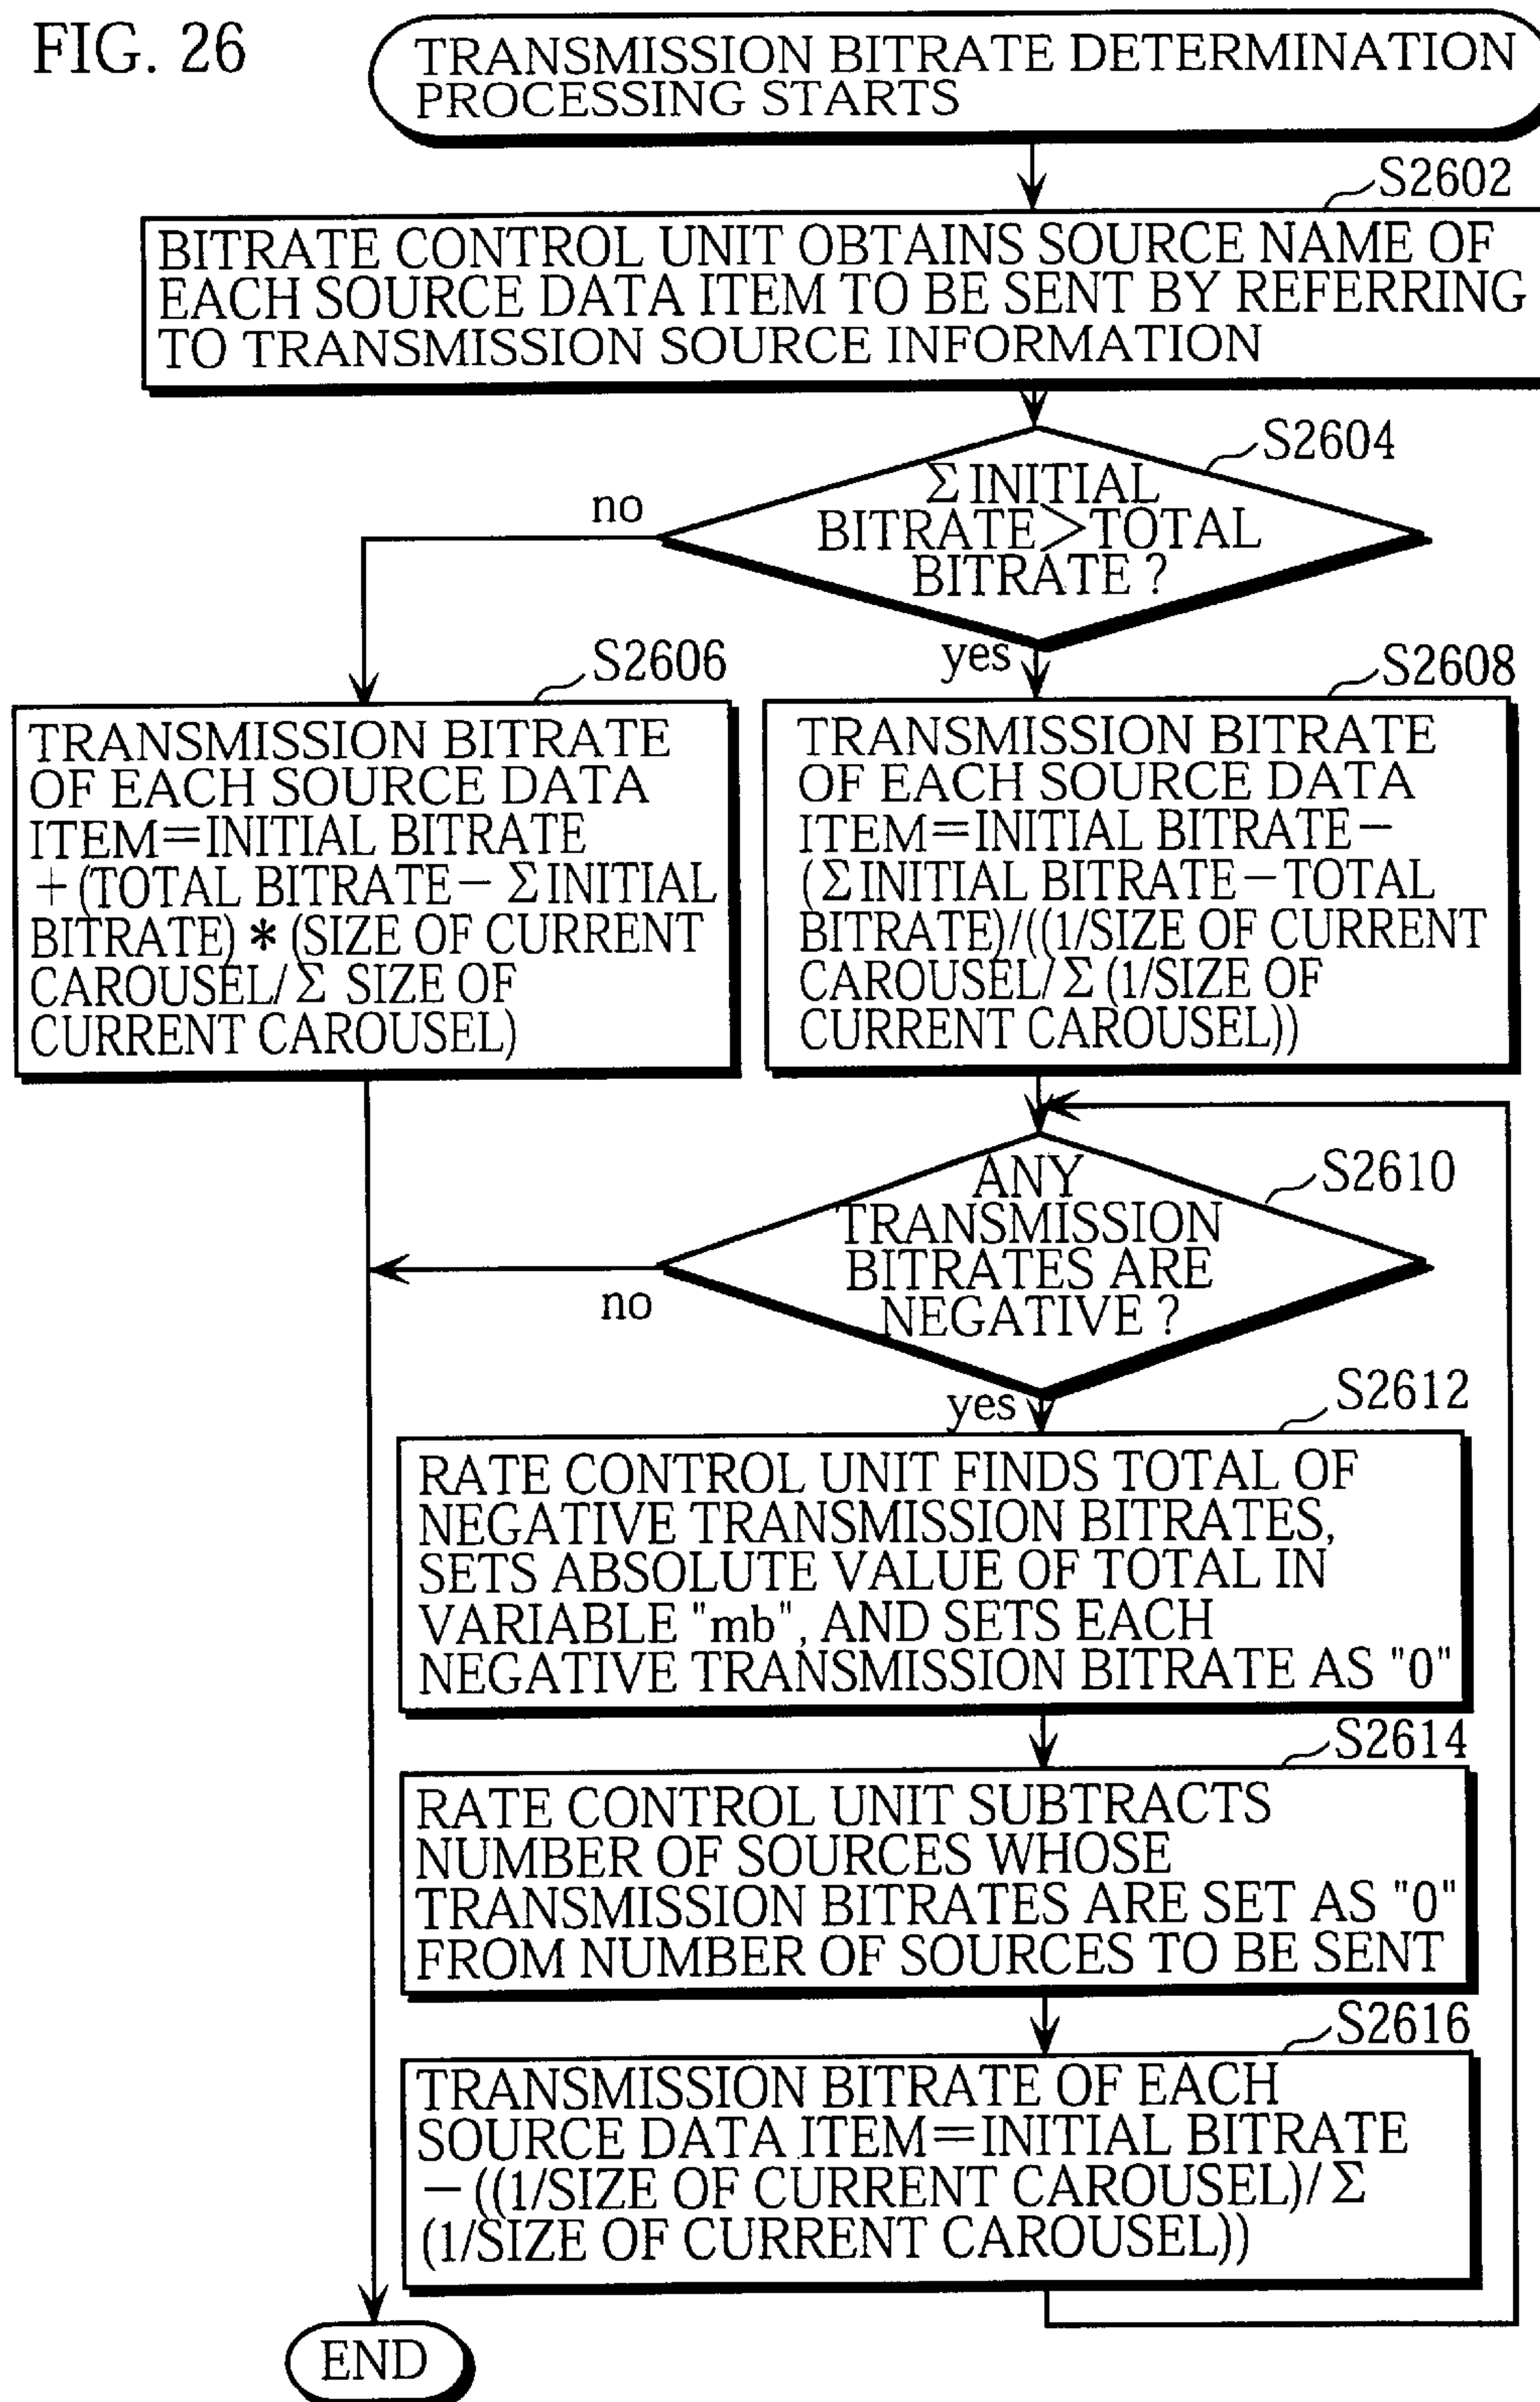 FIG. 26
TRANSMISSION BITRATE DETERMINATION
PROCESSING STARTS
S2602
BITRATE CONTROL UNIT OBTAINS SOURCE NAME OF
EACH SOURCE DATA ITEM TO BE SENT BY REFERRING
TO TRANSMISSION SOURCE INFORMATION
S2604
Σ INITIAL
BITRATE>TOTAL
BITRATE ?
no
yes
S2606
TRANSMISSION BITRATE
OF EACH SOURCE DATA
ITEM=INITIAL BITRATE
+(TOTAL BITRATE− Σ INITIAL
BITRATE) * (SIZE OF CURRENT
CAROUSEL/ Σ SIZE OF
CURRENT CAROUSEL)
S2608
TRANSMISSION BITRATE
OF EACH SOURCE DATA
ITEM=INITIAL BITRATE−
(Σ INITIAL BITRATE−TOTAL
BITRATE)/((1/SIZE OF CURRENT
CAROUSEL/ Σ (1/SIZE OF
CURRENT CAROUSEL))
S2610
ANY
TRANSMISSION
BITRATES ARE
NEGATIVE ?
no
yes
S2612
RATE CONTROL UNIT FINDS TOTAL OF
NEGATIVE TRANSMISSION BITRATES,
SETS ABSOLUTE VALUE OF TOTAL IN
VARIABLE "mb", AND SETS EACH
NEGATIVE TRANSMISSION BITRATE AS "0"
S2614
RATE CONTROL UNIT SUBTRACTS
NUMBER OF SOURCES WHOSE
TRANSMISSION BITRATES ARE SET AS "0"
FROM NUMBER OF SOURCES TO BE SENT
S2616
TRANSMISSION BITRATE OF EACH
SOURCE DATA ITEM=INITIAL BITRATE
−((1/SIZE OF CURRENT CAROUSEL)/ Σ
(1/SIZE OF CURRENT CAROUSEL))
END